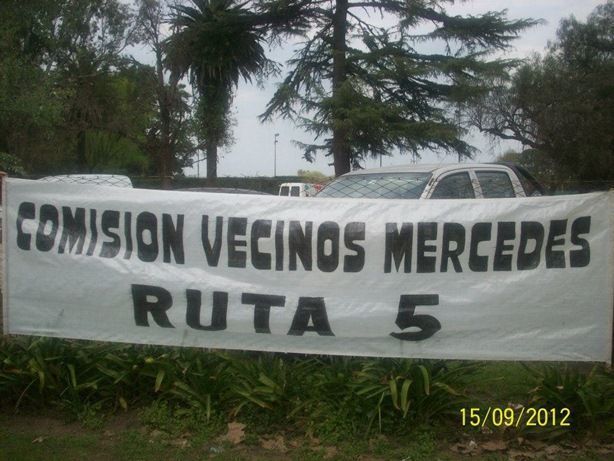 COMISION VECINOS MERCEDES
RUTA 5
15/09/2012